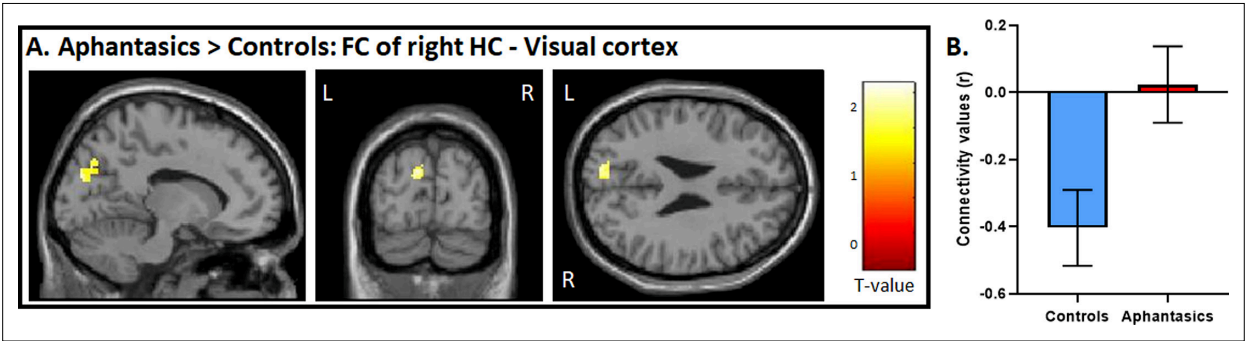 A. Aphantasics > Controls: FC of right HC - Visual cortex
L
R
L
R
2
1
0
T-value
B.
Connectivity values (r)
0.2
0.0
-0.2
-0.4
-0.6
Controls
Aphantasics